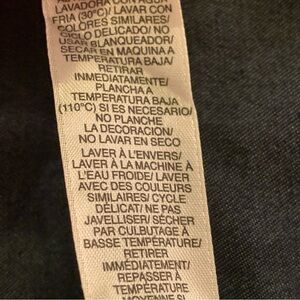 LAVADORA CON AGUA
FRIA (30°C)/ LAVAR CON
COLORES SIMILARES/
CICLO DELICADO/ NO
USAR BLANQUEADOR/
SECAR EN MAQUINA A
TEMPERATURA BAJA/
RETIRAR
INMEDIATAMENTE/
PLANCHA A
TEMPERATURA BAJA
(110°C) SI ES NECESARIO/
NO PLANCHE
LA DECORACIÓN/
NO LAVAR EN SECO
LAVER À L'ENVERS/
LAVER À LA MACHINE À
L'EAU FROIDE/ LAVER
AVEC DES COULEURS
SIMILAIRES/ CYCLE
DÉLICAT/ NE PAS
JAVELLISER/ SÉCHER
PAR CULBUTAGE À
BASSE TEMPÉRATURE/
RETIRER
IMMÉDIATEMENT/
REPASSER À
TEMPÉRATURE
MOYENNE SI